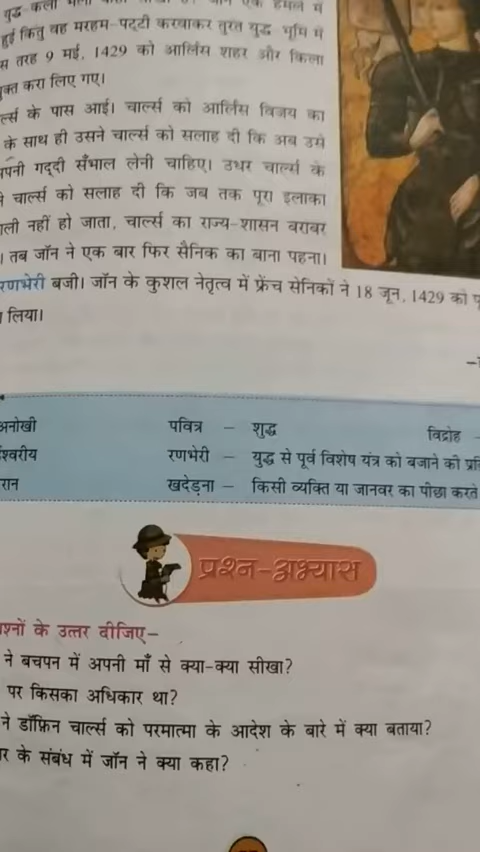 युद्ध-कला
हुई किंतु वह मरहम-पट्टी करवाकर तुरत युद्ध भूमि में
स तरह 9 मई, 1429 को आर्लिस शहर और किला
क्त करा लिए गए।
र्ल्स के पास आई। चार्ल्स को आर्लिस विजय का
के साथ ही उसने चार्ल्स को सलाह दी कि अब उसे
पनी गद्दी सँभाल लेनी चाहिए। उधर चार्ल्स के
चार्ल्स को सलाह दी कि जब तक पूरा इलाका
ली नहीं हो जाता, चार्ल्स का राज्य-शासन बराबर
। तब जॉन ने एक बार फिर सैनिक का बाना पहना।
रणभेरी बजी। जॉन के कुशल नेतृत्व में फ्रेंच सेनिकों ने 18 जून, 1429 को
लिया।
अनोखी पवित्र – शुद्ध विद्रोह –
श्वरीय रणभेरी – युद्ध से पूर्व विशेष यंत्र को बजाने की
रान खदेड़ना – किसी व्यक्ति या जानवर का पीछा करते
प्रश्न-अभ्यास
श्नों के उत्तर दीजिए–
ने बचपन में अपनी माँ से क्या-क्या सीखा?
पर किसका अधिकार था?
ने डॉफ़िन चार्ल्स को परमात्मा के आदेश के बारे में क्या बताया?
र के संबंध में जॉन ने क्या कहा?